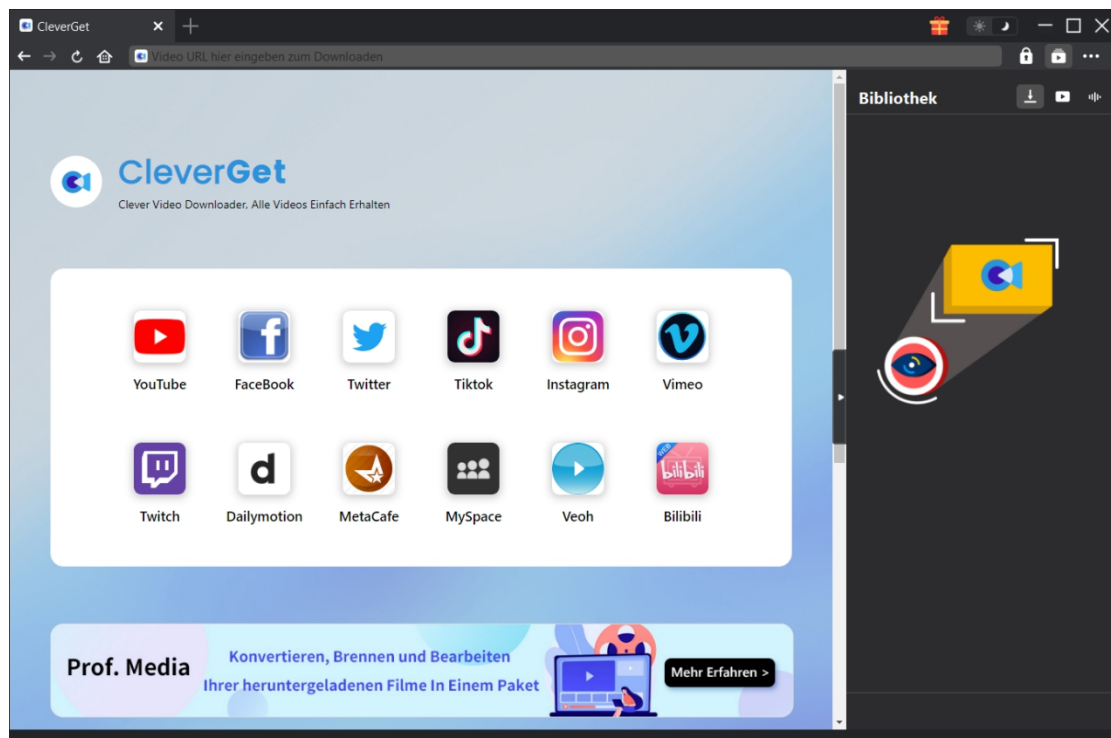 CleverGet
Video URL hier eingeben zum Downloaden
Bibliothek
CleverGet
Clever Video Downloader, Alle Videos Einfach Erhalten
YouTube FaceBook Twitter Tiktok Instagram Vimeo
WEB
bilibili
Twitch Dailymotion MetaCafe MySpace Veoh Bilibili
Prof. Media
Konvertieren, Brennen und Bearbeiten
Ihrer heruntergeladenen Filme In Einem Paket
Mehr Erfahren >